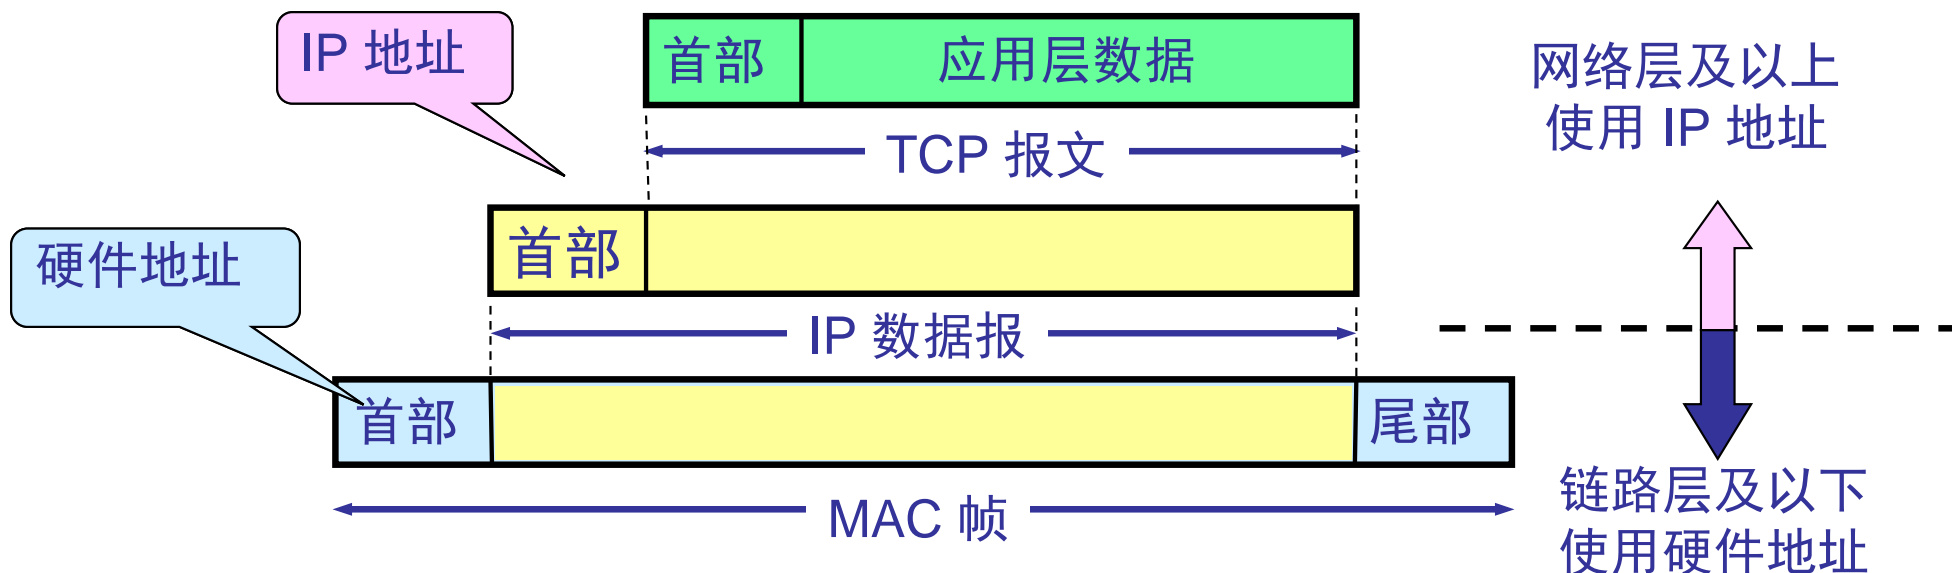 IP 地址
首部
应用层数据
网络层及以上
使用 IP 地址
TCP 报文
硬件地址
首部
IP 数据报
首部
尾部
MAC 帧
链路层及以下
使用硬件地址